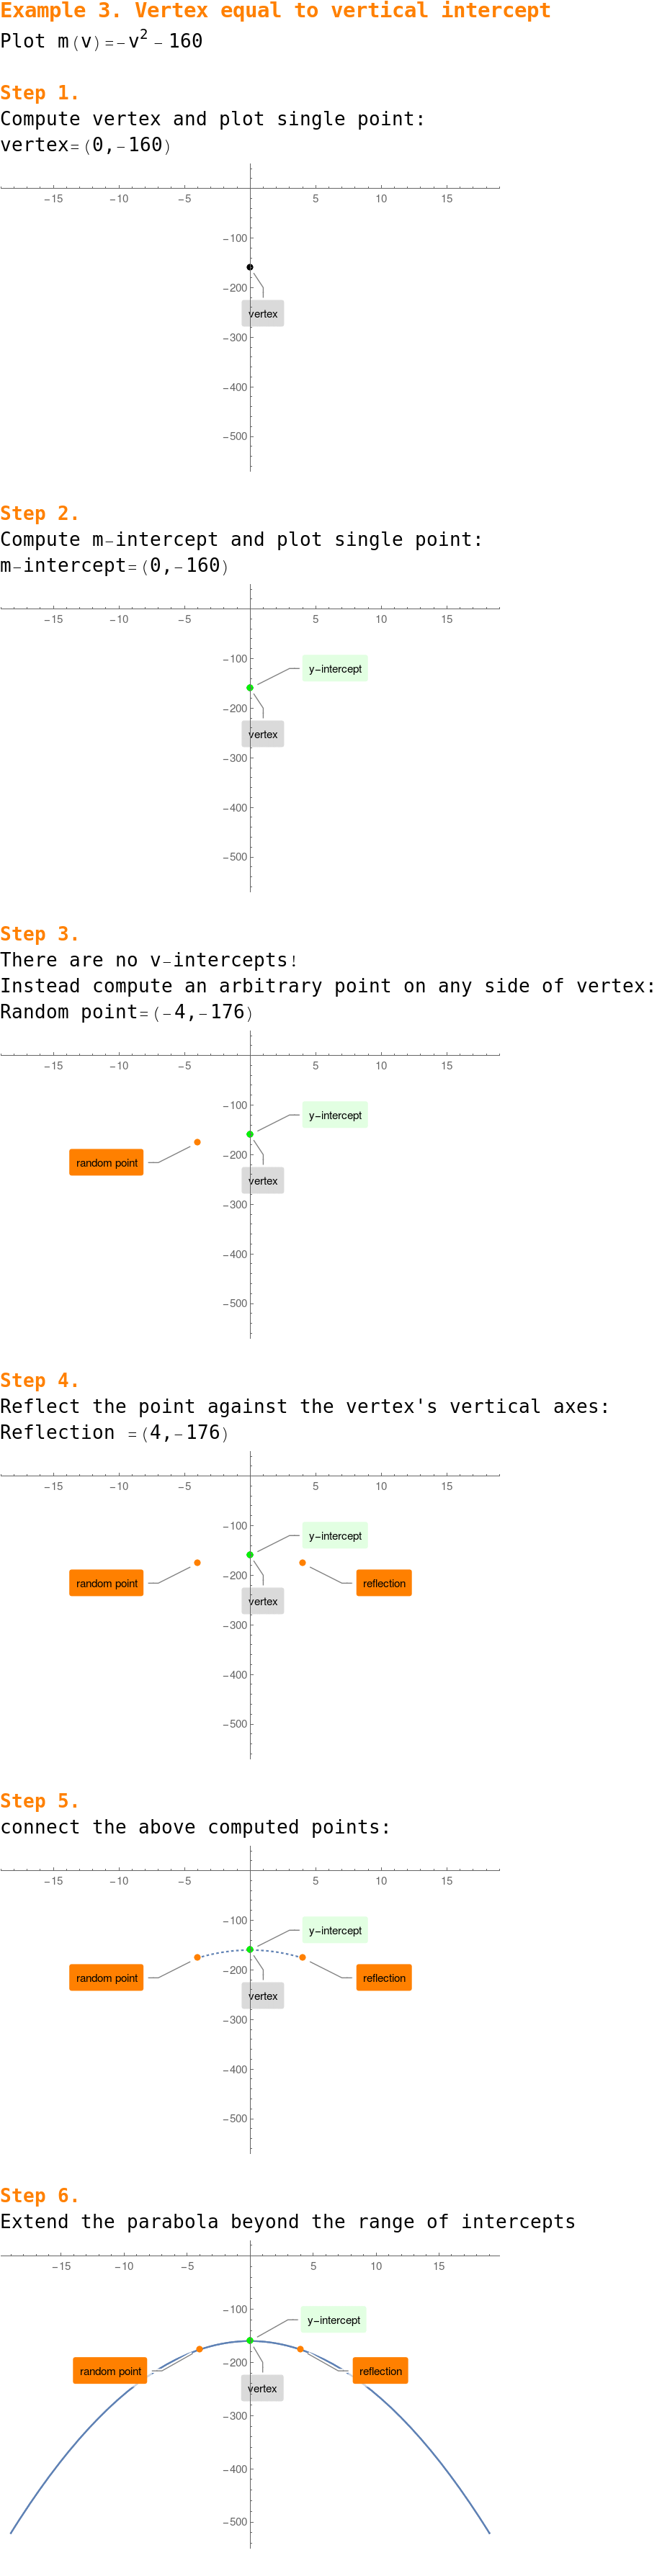 Example 3. Vertex equal to vertical intercept
Plot m(v)=-v² - 160
Step 1.
Compute vertex and plot single point:
vertex=(0,-160)
-15 -10 -5 5 10 15
-100
-200
vertex
-300
-400
-500
Step 2.
Compute m-intercept and plot single point:
m-intercept=(0,-160)
-15 -10 -5 5 10 15
-100
y-intercept
-200
vertex
-300
-400
-500
Step 3.
There are no v-intercepts!
Instead compute an arbitrary point on any side of vertex:
Random point=(-4,-176)
-15 -10 -5 5 10 15
-100
y-intercept
-200
random point
vertex
-300
-400
-500
Step 4.
Reflect the point against the vertex's vertical axes:
Reflection =(4,-176)
-15 -10 -5 5 10 15
-100
y-intercept
-200
random point reflection
vertex
-300
-400
-500
Step 5.
connect the above computed points:
-15 -10 -5 5 10 15
-100
y-intercept
-200
random point reflection
vertex
-300
-400
-500
Step 6.
Extend the parabola beyond the range of intercepts
-15 -10 -5 5 10 15
-100
y-intercept
-200
random point reflection
vertex
-300
-400
-500